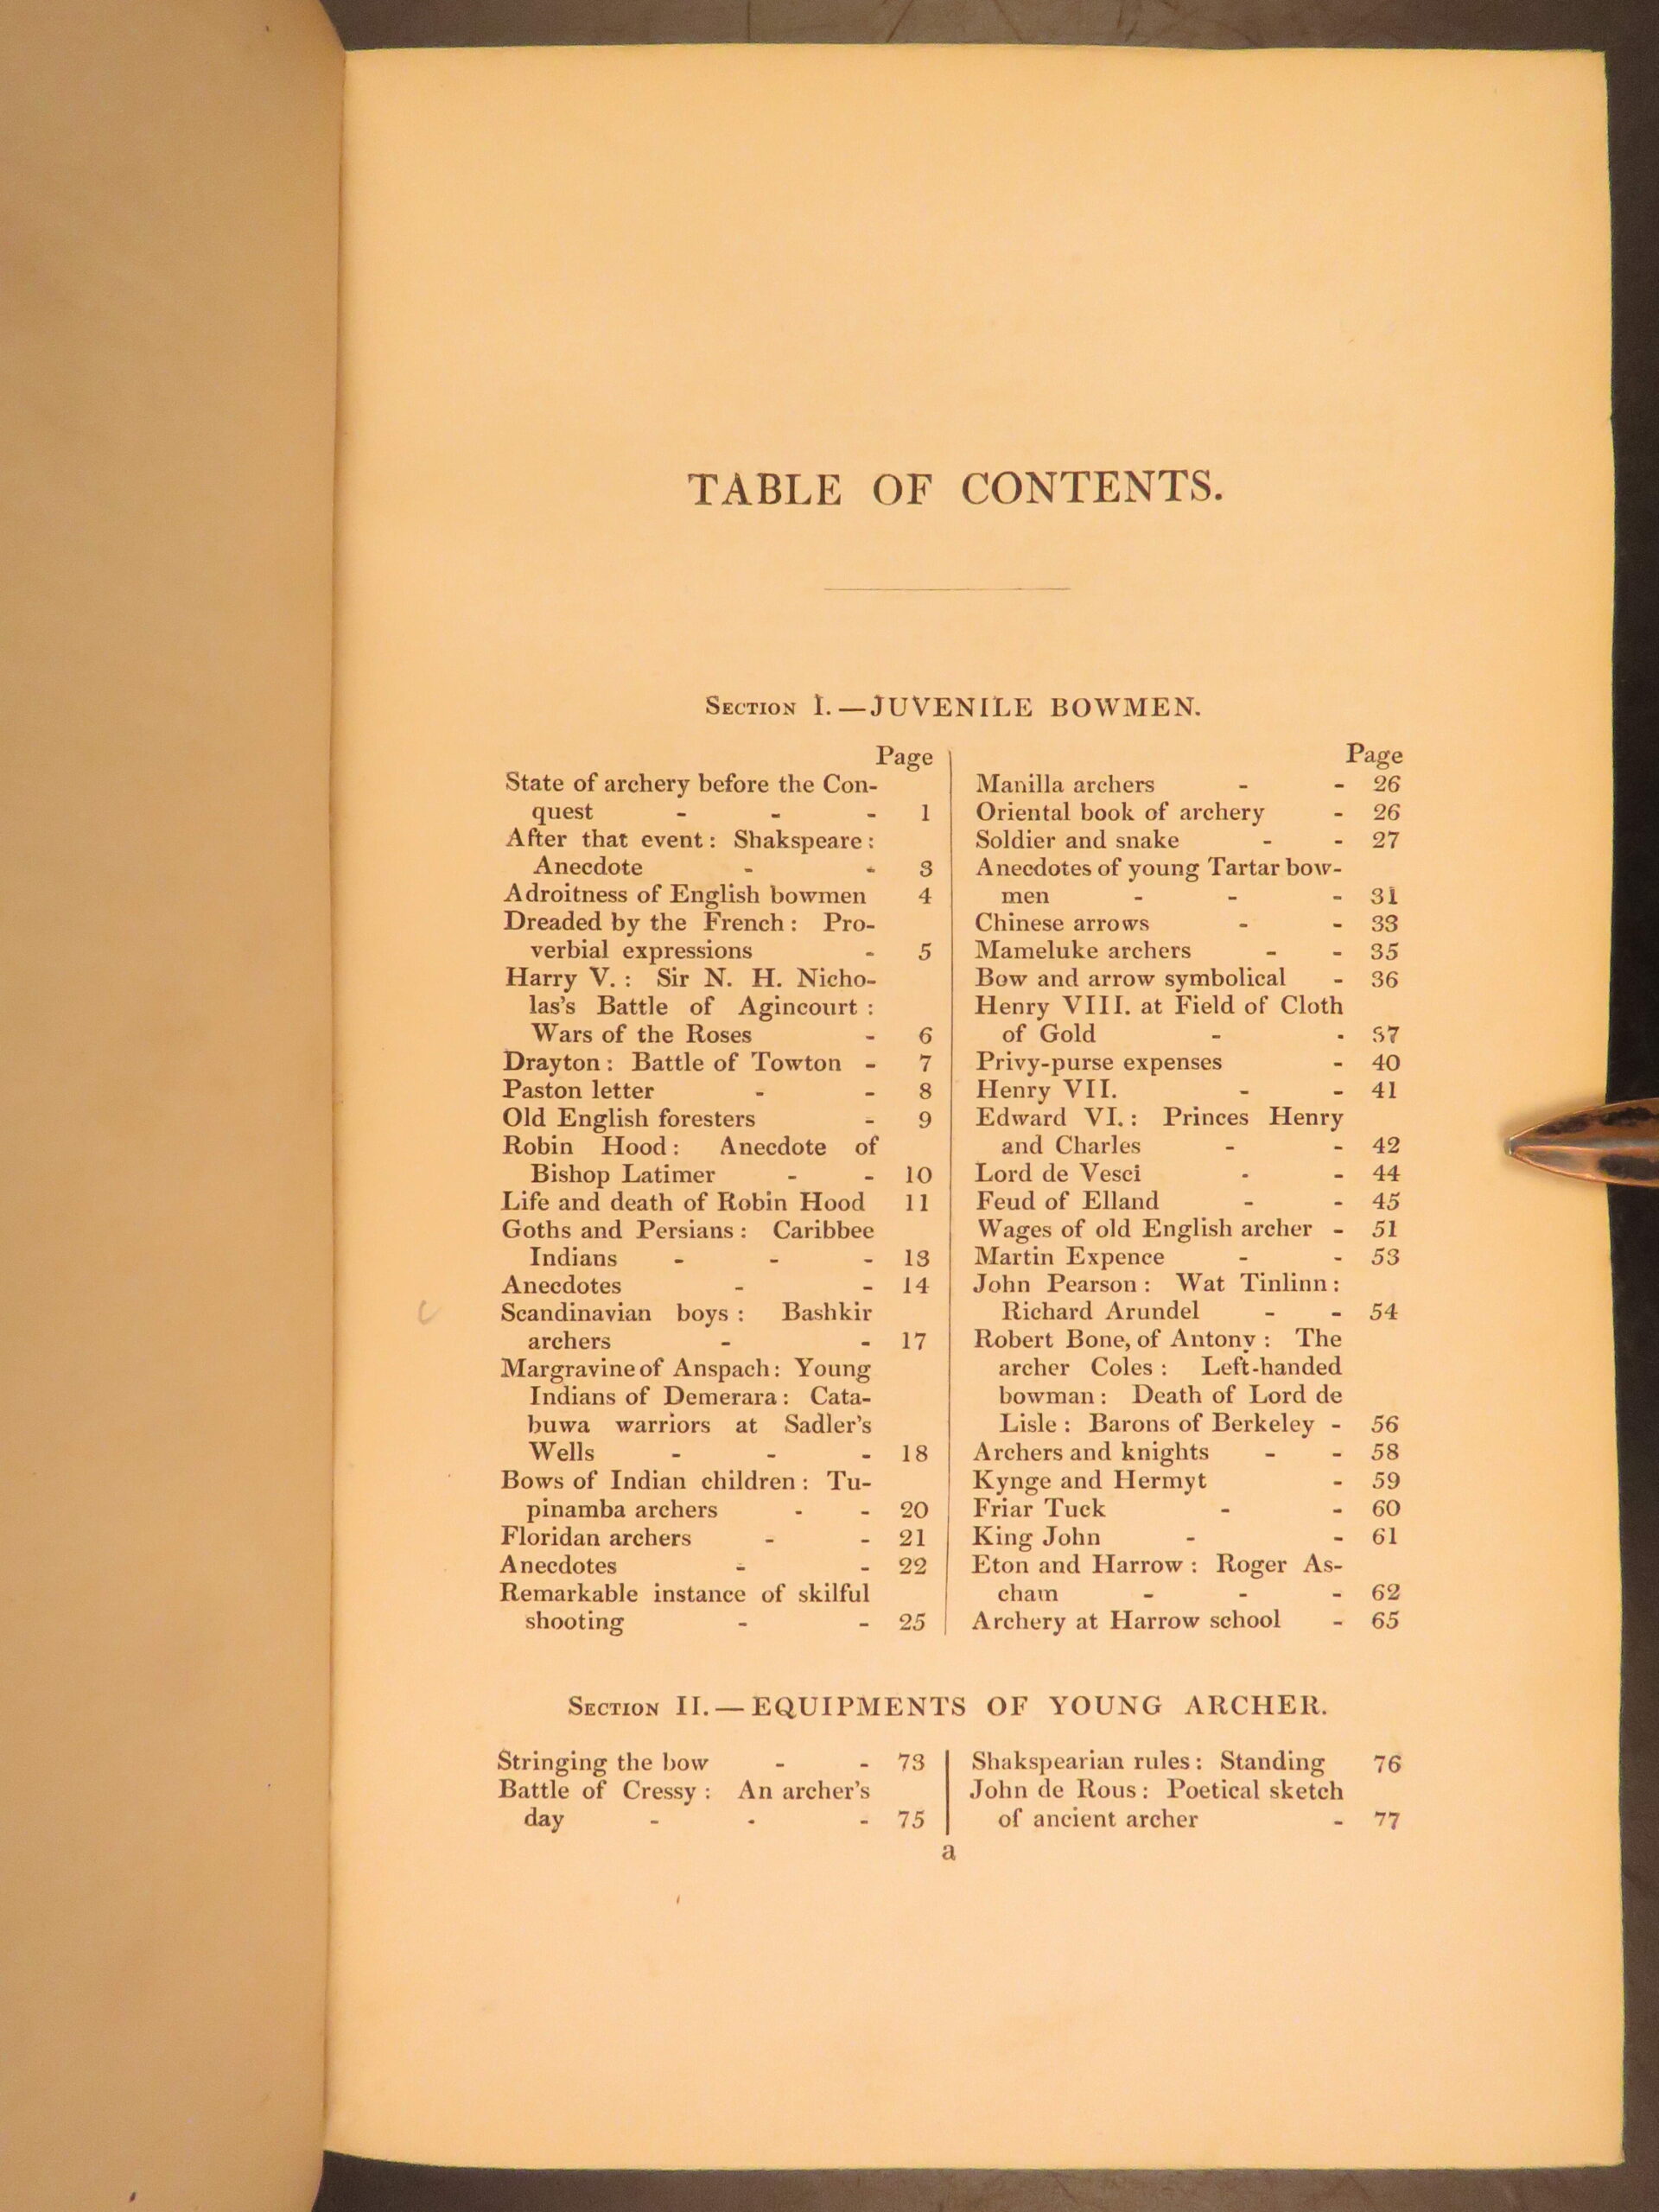 TABLE OF CONTENTS.
SECTION I.—JUVENILE BOWMEN.
Page
State of archery before the Con-
quest - - - 1
After that event: Shakspeare:
Anecdote - - 3
Adroitness of English bowmen 4
Dreaded by the French: Pro-
verbial expressions - 5
Harry V.: Sir N. H. Nicho-
las's Battle of Agincourt:
Wars of the Roses - 6
Drayton: Battle of Towton - 7
Paston letter - - 8
Old English foresters - 9
Robin Hood: Anecdote of
Bishop Latimer - - 10
Life and death of Robin Hood 11
Goths and Persians: Caribbee
Indians - - - 13
Anecdotes - - 14
Scandinavian boys: Bashkir
archers - - 17
Margravine of Anspach: Young
Indians of Demerara: Cata-
buwa warriors at Sadler's
Wells - - - 18
Bows of Indian children: Tu-
pinamba archers - - 20
Floridan archers - - 21
Anecdotes - - 22
Remarkable instance of skilful
shooting - - 25
Page
Manilla archers - - 26
Oriental book of archery - 26
Soldier and snake - - 27
Anecdotes of young Tartar bow-
men - - - 31
Chinese arrows - - 33
Mameluke archers - - 35
Bow and arrow symbolical - 36
Henry VIII. at Field of Cloth
of Gold - - 37
Privy-purse expenses - 40
Henry VII. - - 41
Edward VI.: Princes Henry
and Charles - - 42
Lord de Vesci - - 44
Feud of Elland - - 45
Wages of old English archer - 51
Martin Expence - - 53
John Pearson: Wat Tinlinn:
Richard Arundel - - 54
Robert Bone, of Antony: The
archer Coles: Left-handed
bowman: Death of Lord de
Lisle: Barons of Berkeley - 56
Archers and knights - - 58
Kynge and Hermyt - 59
Friar Tuck - - 60
King John - - 61
Eton and Harrow: Roger As-
cham - - - 62
Archery at Harrow school - 65
SECTION II.—EQUIPMENTS OF YOUNG ARCHER.
Stringing the bow - - 73
Battle of Cressy: An archer's
day - - - 75
Shakspearian rules: Standing 76
John de Rous: Poetical sketch
of ancient archer - 77
a